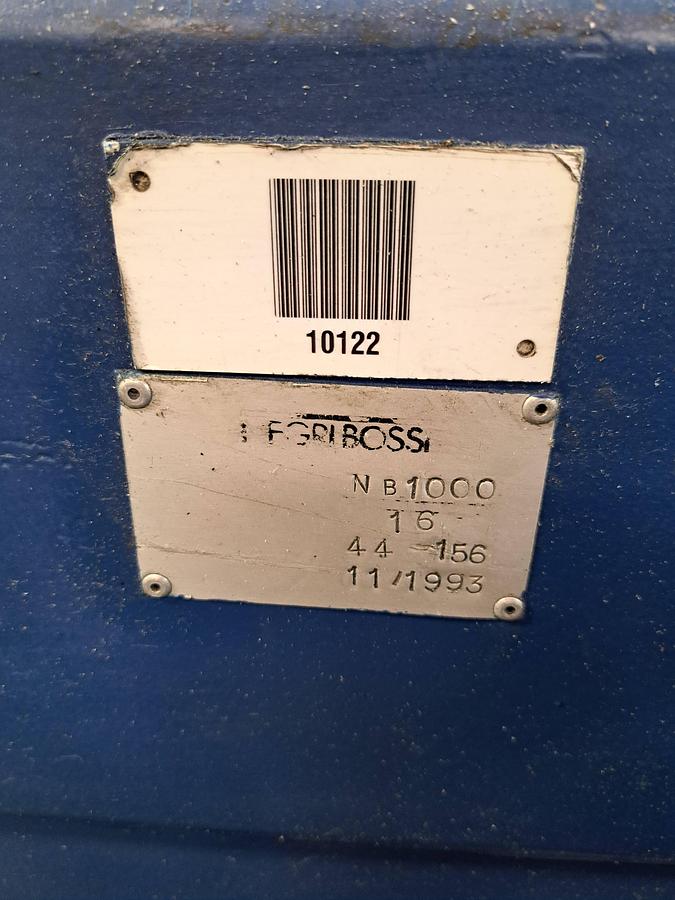 10122
NEGRI BOSSI
NB1000
16
44 156
11/1993